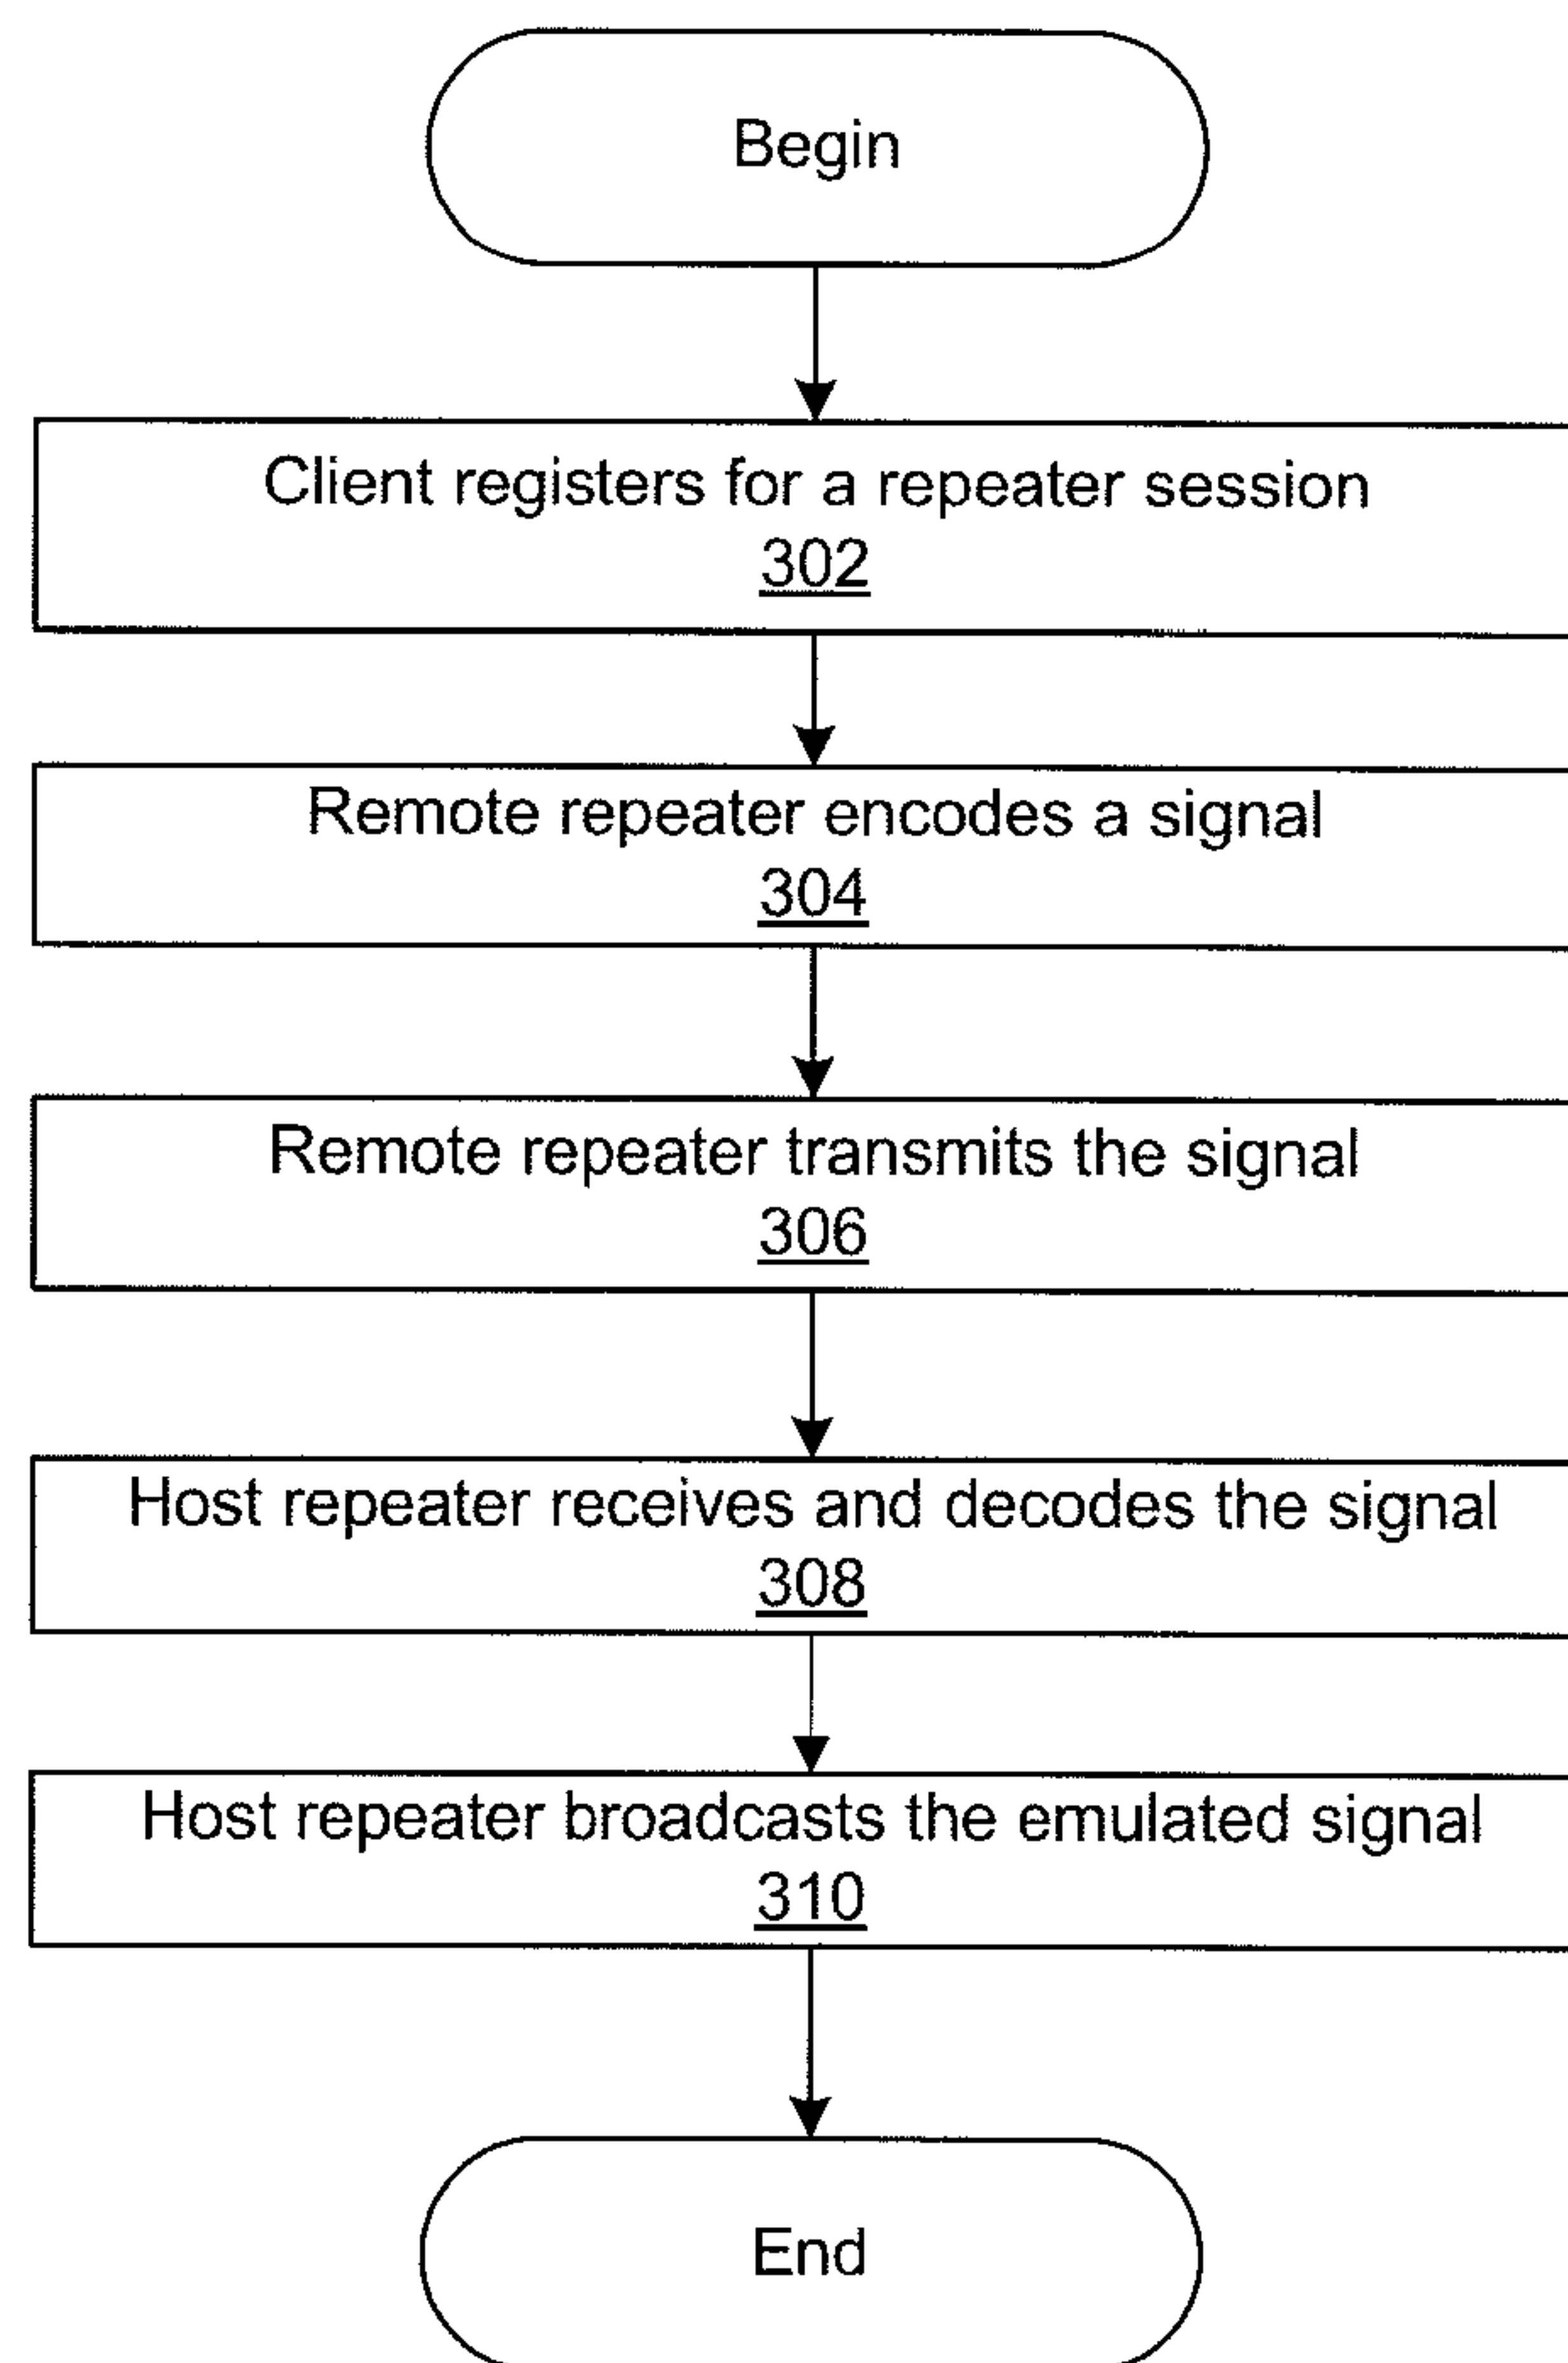 Begin
Client registers for a repeater session
302
Remote repeater encodes a signal
304
Remote repeater transmits the signal
306
Host repeater receives and decodes the signal
308
Host repeater broadcasts the emulated signal
310
End